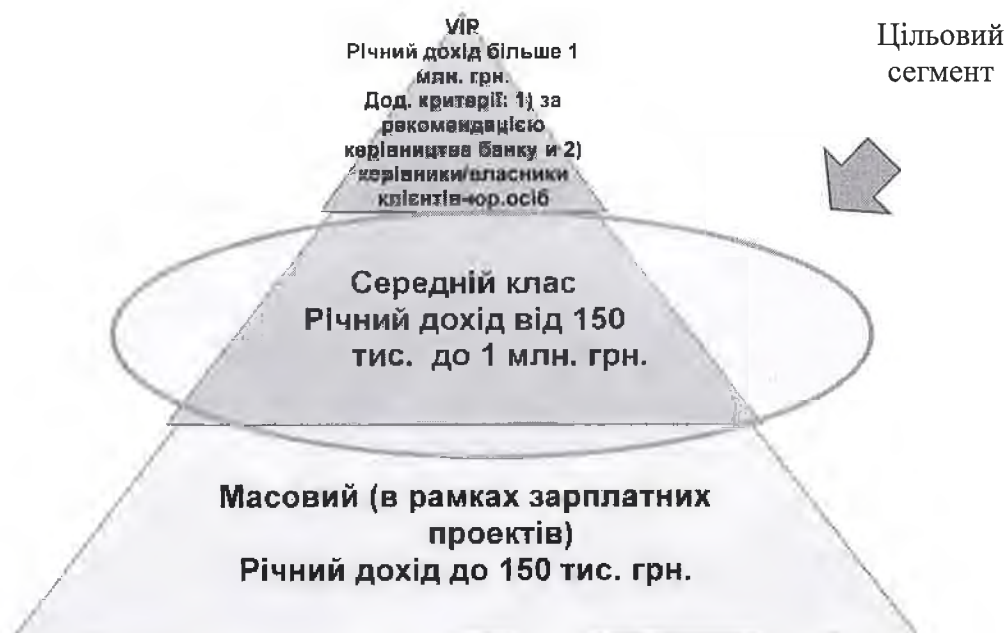 VIP
Річний дохід більше 1
млн. грн.
Дод. критерії: 1) за
рекомендацією
керівництва банку и 2)
керівники/власники
клієнтів-юр.осіб
Цільовий
сегмент
Середній клас
Річний дохід від 150
тис. до 1 млн. грн.
Масовий (в рамках зарплатних
проектів)
Річний дохід до 150 тис. грн.